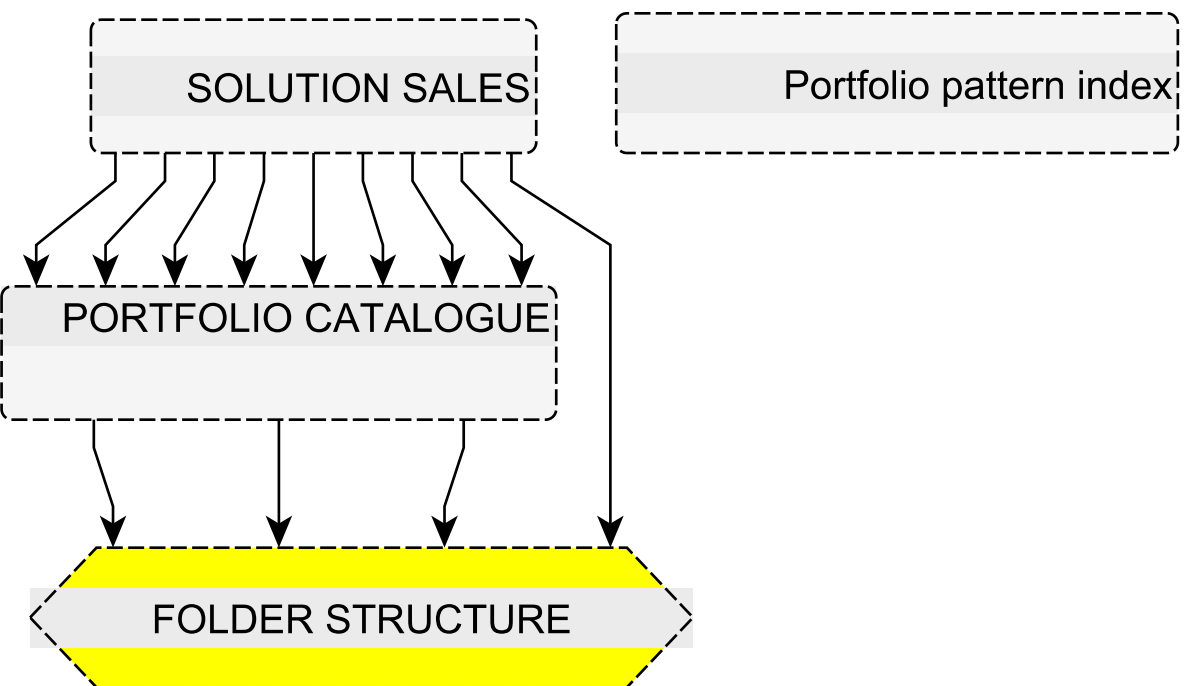 SOLUTION SALES
Portfolio pattern index
PORTFOLIO CATALOGUE
FOLDER STRUCTURE